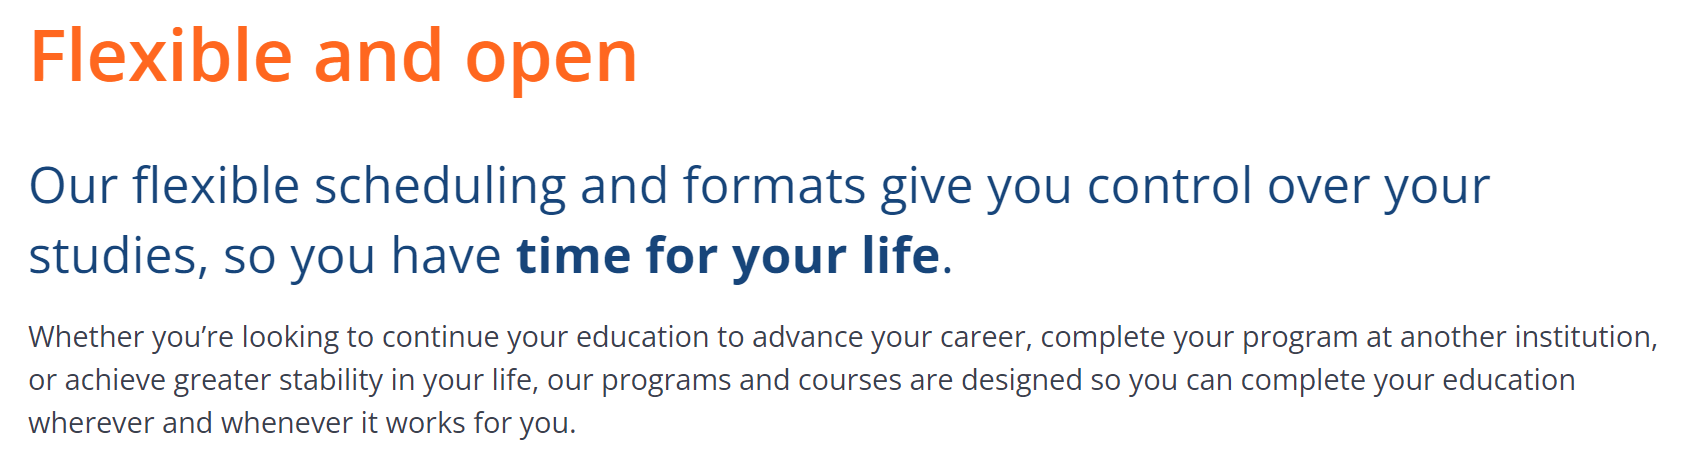 Flexible and open
Our flexible scheduling and formats give you control over your
studies, so you have time for your life.
Whether you’re looking to continue your education to advance your career, complete your program at another institution,
or achieve greater stability in your life, our programs and courses are designed so you can complete your education
wherever and whenever it works for you.